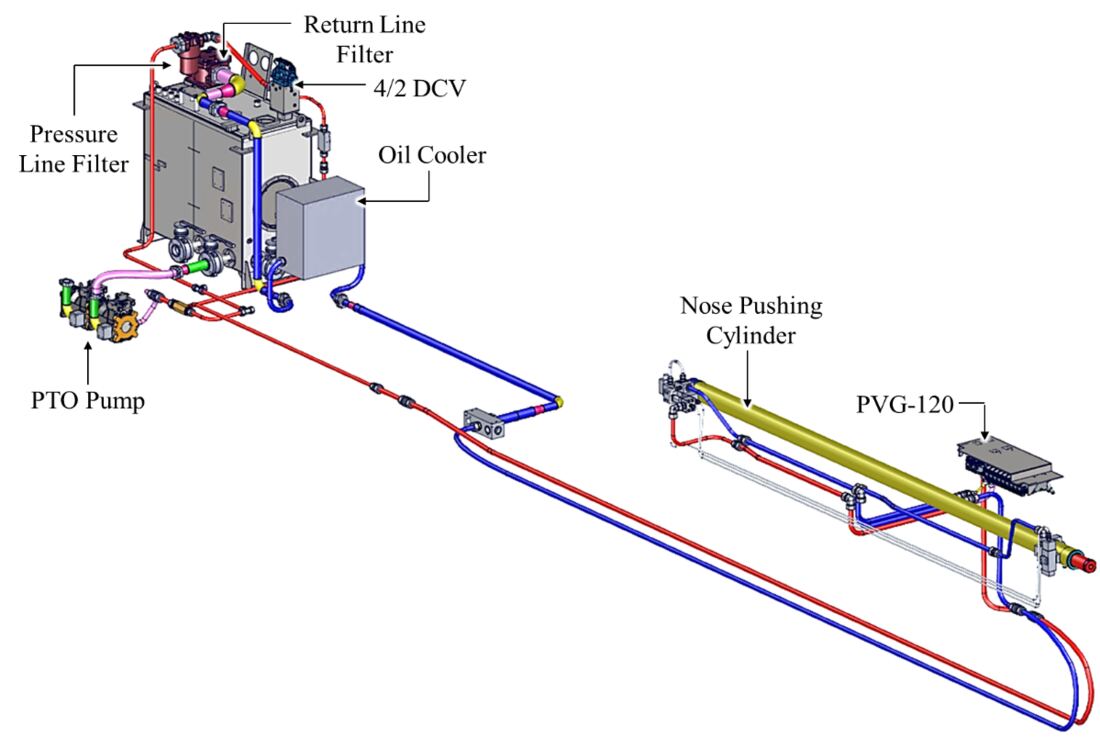 Return Line
Filter
4/2 DCV
Pressure
Line Filter
Oil Cooler
Nose Pushing
Cylinder
PTO Pump
PVG-120